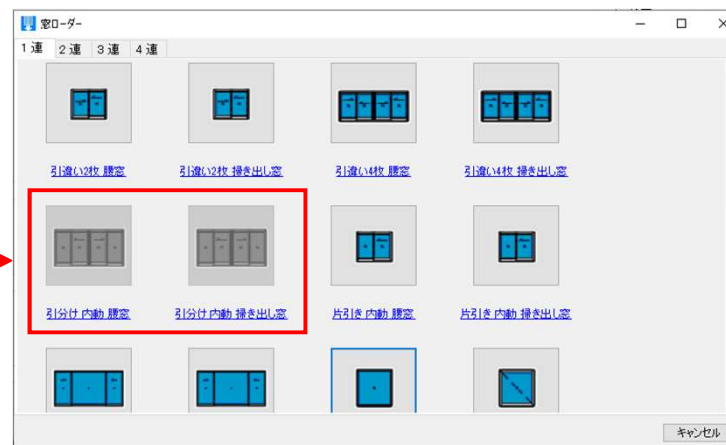 窓ローダー
1連 2連 3連 4連
引違い2枚 腰窓 引違い2枚 掃き出し窓 引違い4枚 腰窓 引違い4枚 掃き出し窓
引分け 内動 腰窓 引分け 内動 掃き出し窓 片引き 内動 腰窓 片引き 内動 掃き出し窓
キャンセル